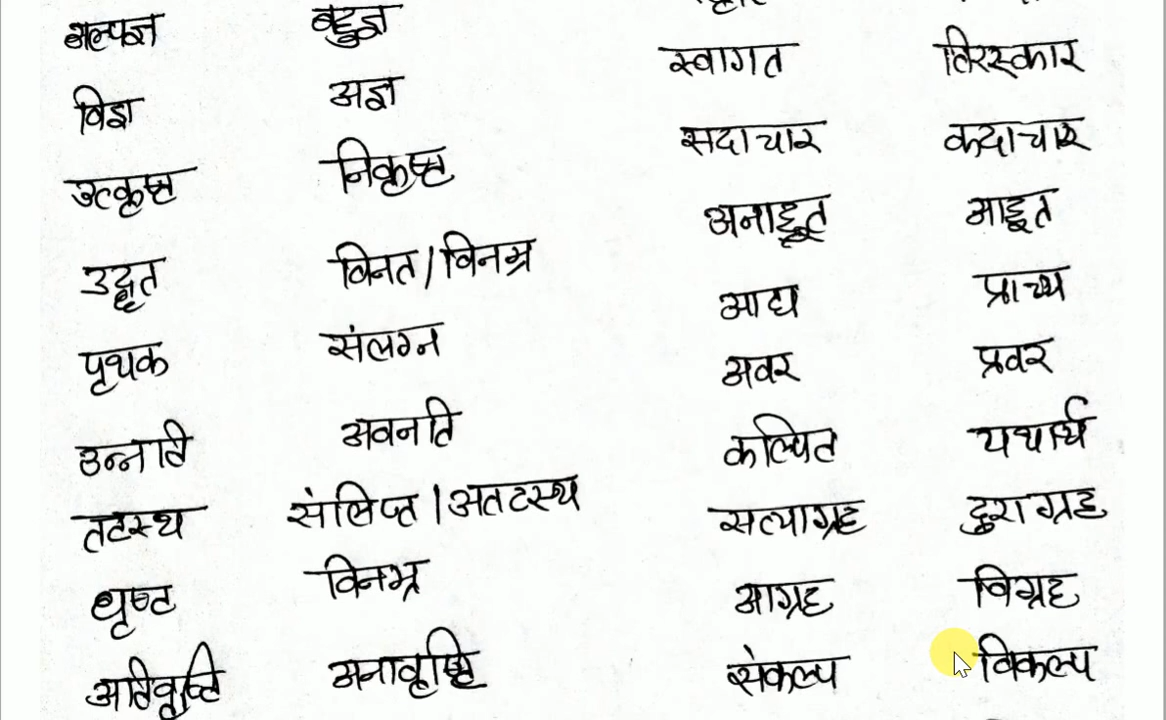 अल्पज्ञ बहुज्ञ
स्वागत तिरस्कार
विज्ञ अज्ञ
सदाचार कदाचार
उत्कृष्ट निकृष्ट
अनाहूत आहूत
उद्धृत विनत/विनम्र
आद्य प्राच्य
पृथक संलग्न
अवर प्रवर
उन्नति अवनति
कल्पित यथार्थ
तटस्थ संलिप्त/अतटस्थ
सत्याग्रह दुराग्रह
धृष्ट विनम्र
आग्रह विग्रह
अतिवृष्टि अनावृष्टि
संकल्प विकल्प